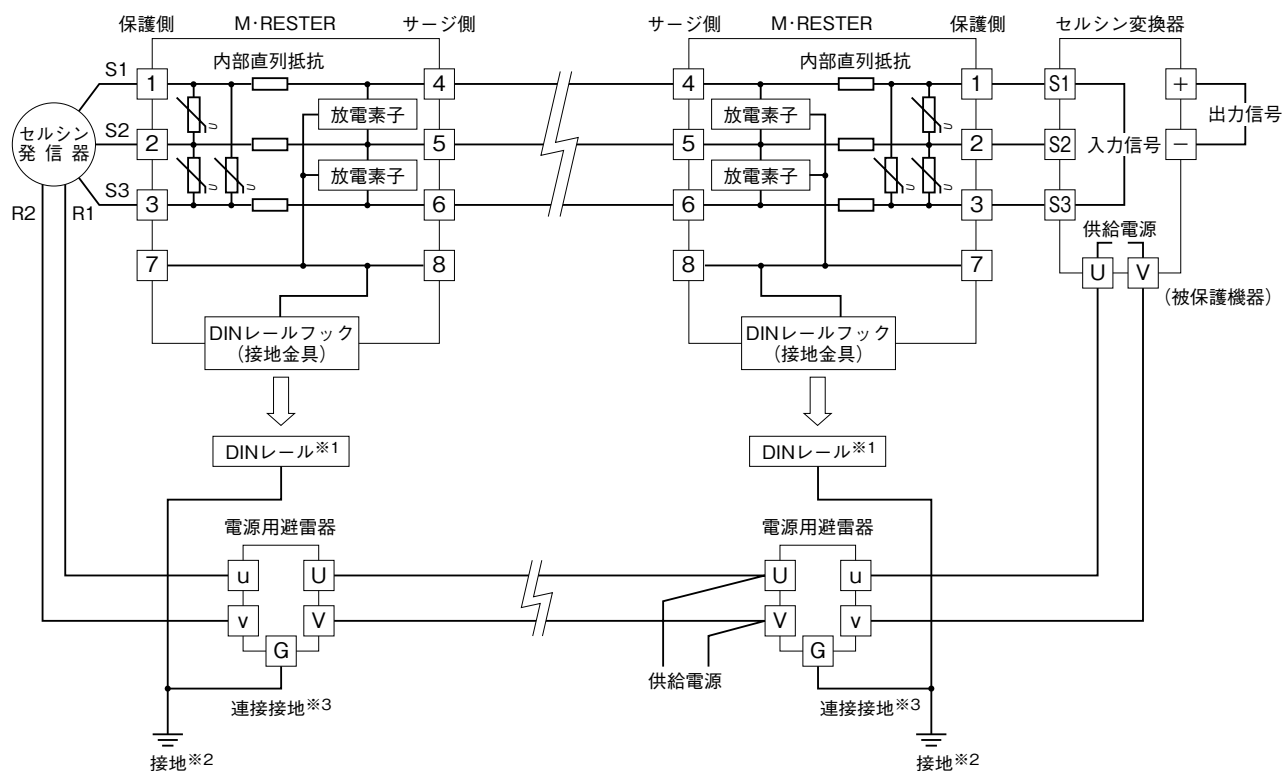 保護側 M・RESTER サージ側
サージ側 M・RESTER 保護側
セルシン変換器
内部直列抵抗
内部直列抵抗
S1 1 4
4 1 S1 +
放電素子
放電素子
出力信号
セルシン
発信器
S2 2 5
5 2 S2 −
入力信号
放電素子
放電素子
S3 3 6
6 3 S3
R2 R1
供給電源
7 8
8 7
U V
(被保護機器)
DINレールフック
(接地金具)
DINレールフック
(接地金具)
DINレール※1
DINレール※1
電源用避雷器
電源用避雷器
u U
U u
v V
V v
G
G
供給電源
連接接地※3
連接接地※3
接地※2
接地※2